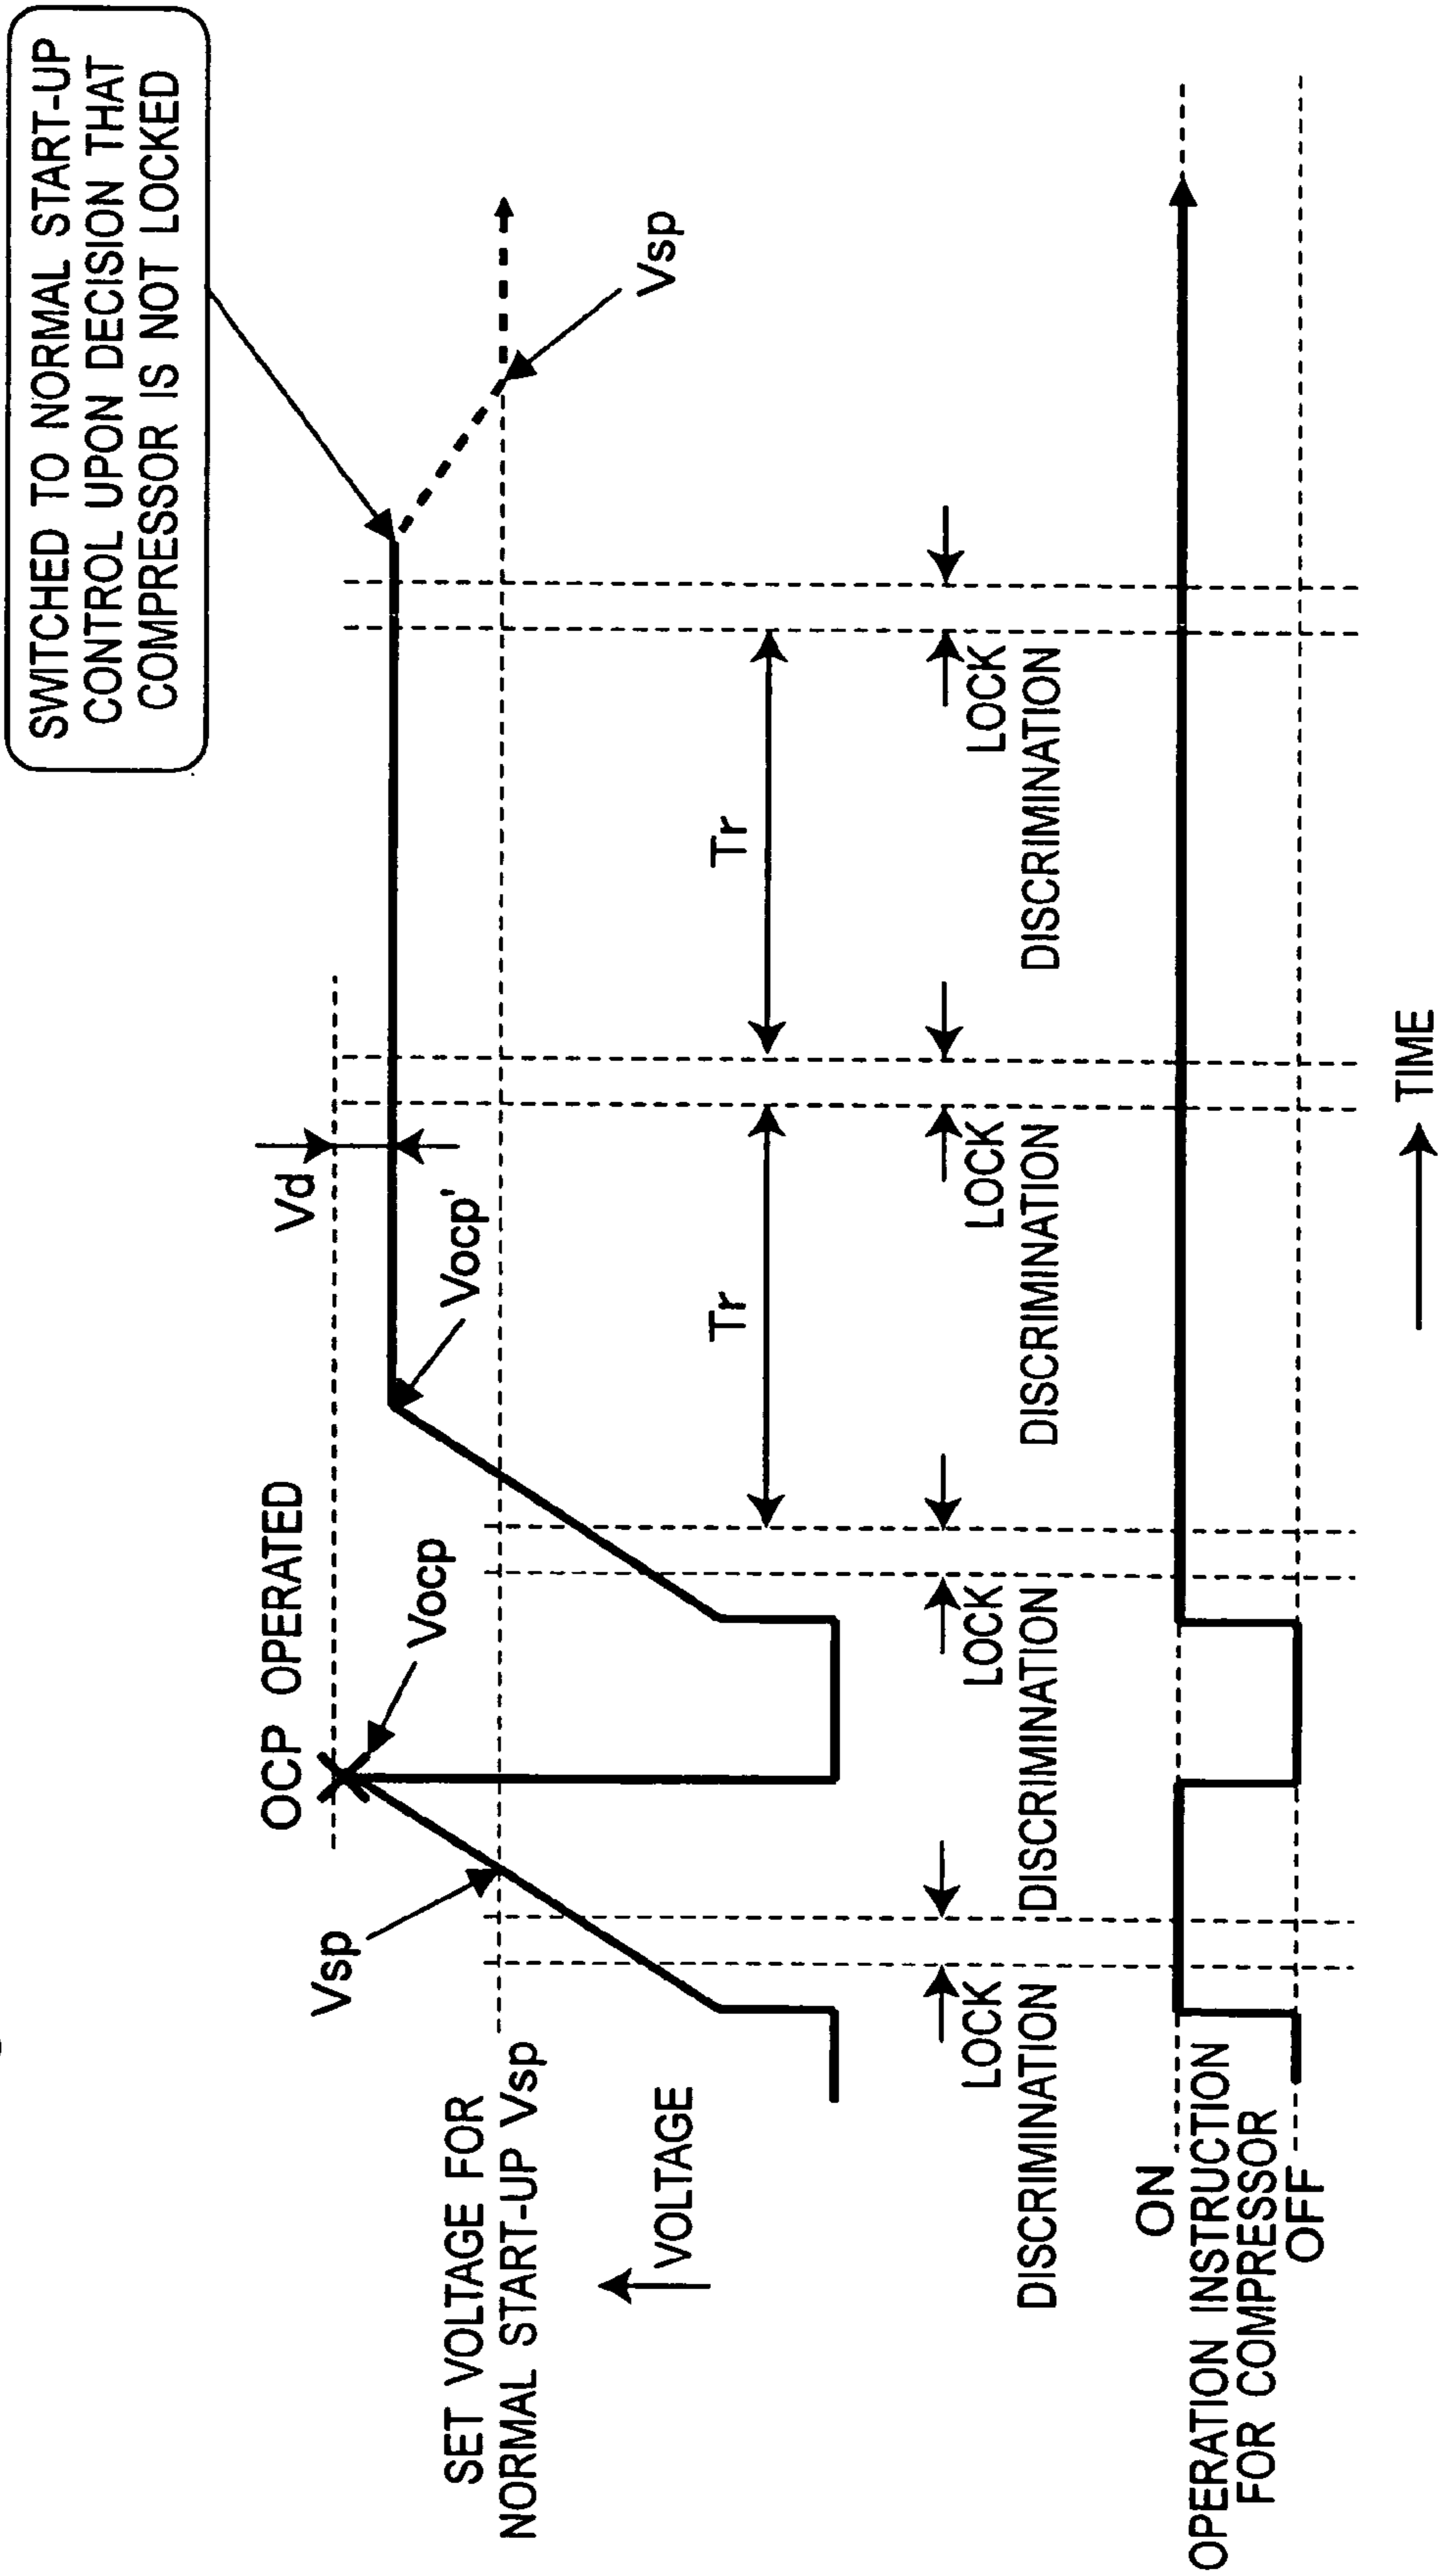 SWITCHED TO NORMAL START-UP
CONTROL UPON DECISION THAT
COMPRESSOR IS NOT LOCKED
OCP OPERATED
Vd
Vsp
Vocp
Vocp'
Vsp
SET VOLTAGE FOR
NORMAL START-UP Vsp
VOLTAGE
Tr
Tr
LOCK
DISCRIMINATION
LOCK
DISCRIMINATION
LOCK
DISCRIMINATION
LOCK
DISCRIMINATION
ON
OPERATION INSTRUCTION
FOR COMPRESSOR
OFF
TIME